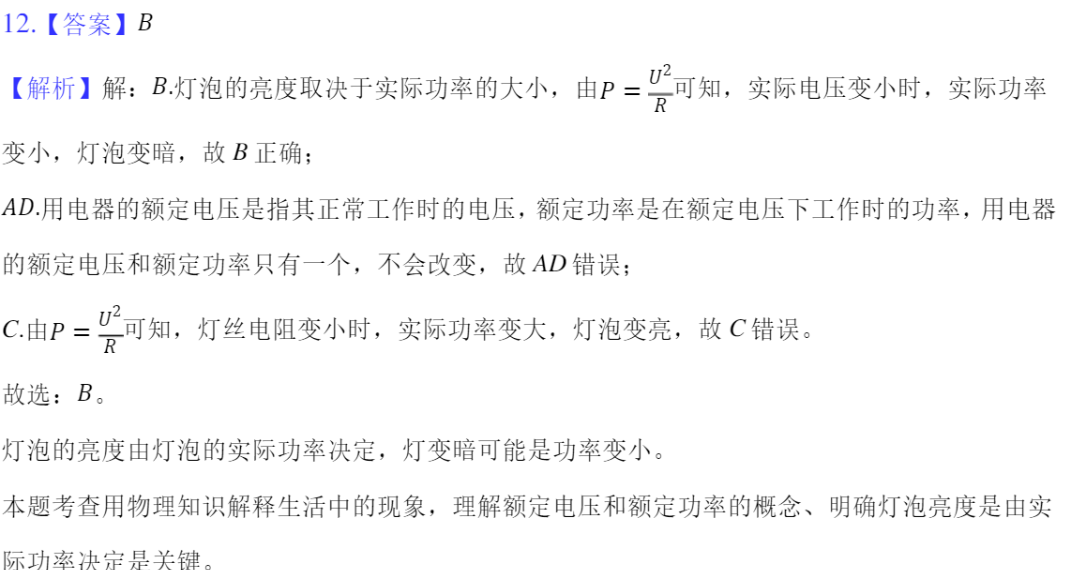 12.【答案】B
【解析】解：B.灯泡的亮度取决于实际功率的大小，由P = U²/R可知，实际电压变小时，实际功率
变小，灯泡变暗，故 B 正确；
AD.用电器的额定电压是指其正常工作时的电压，额定功率是在额定电压下工作时的功率，用电器
的额定电压和额定功率只有一个，不会改变，故 AD 错误；
C.由P = U²/R可知，灯丝电阻变小时，实际功率变大，灯泡变亮，故 C 错误。
故选：B。
灯泡的亮度由灯泡的实际功率决定，灯变暗可能是功率变小。
本题考查用物理知识解释生活中的现象，理解额定电压和额定功率的概念、明确灯泡亮度是由实
际功率决定是关键。